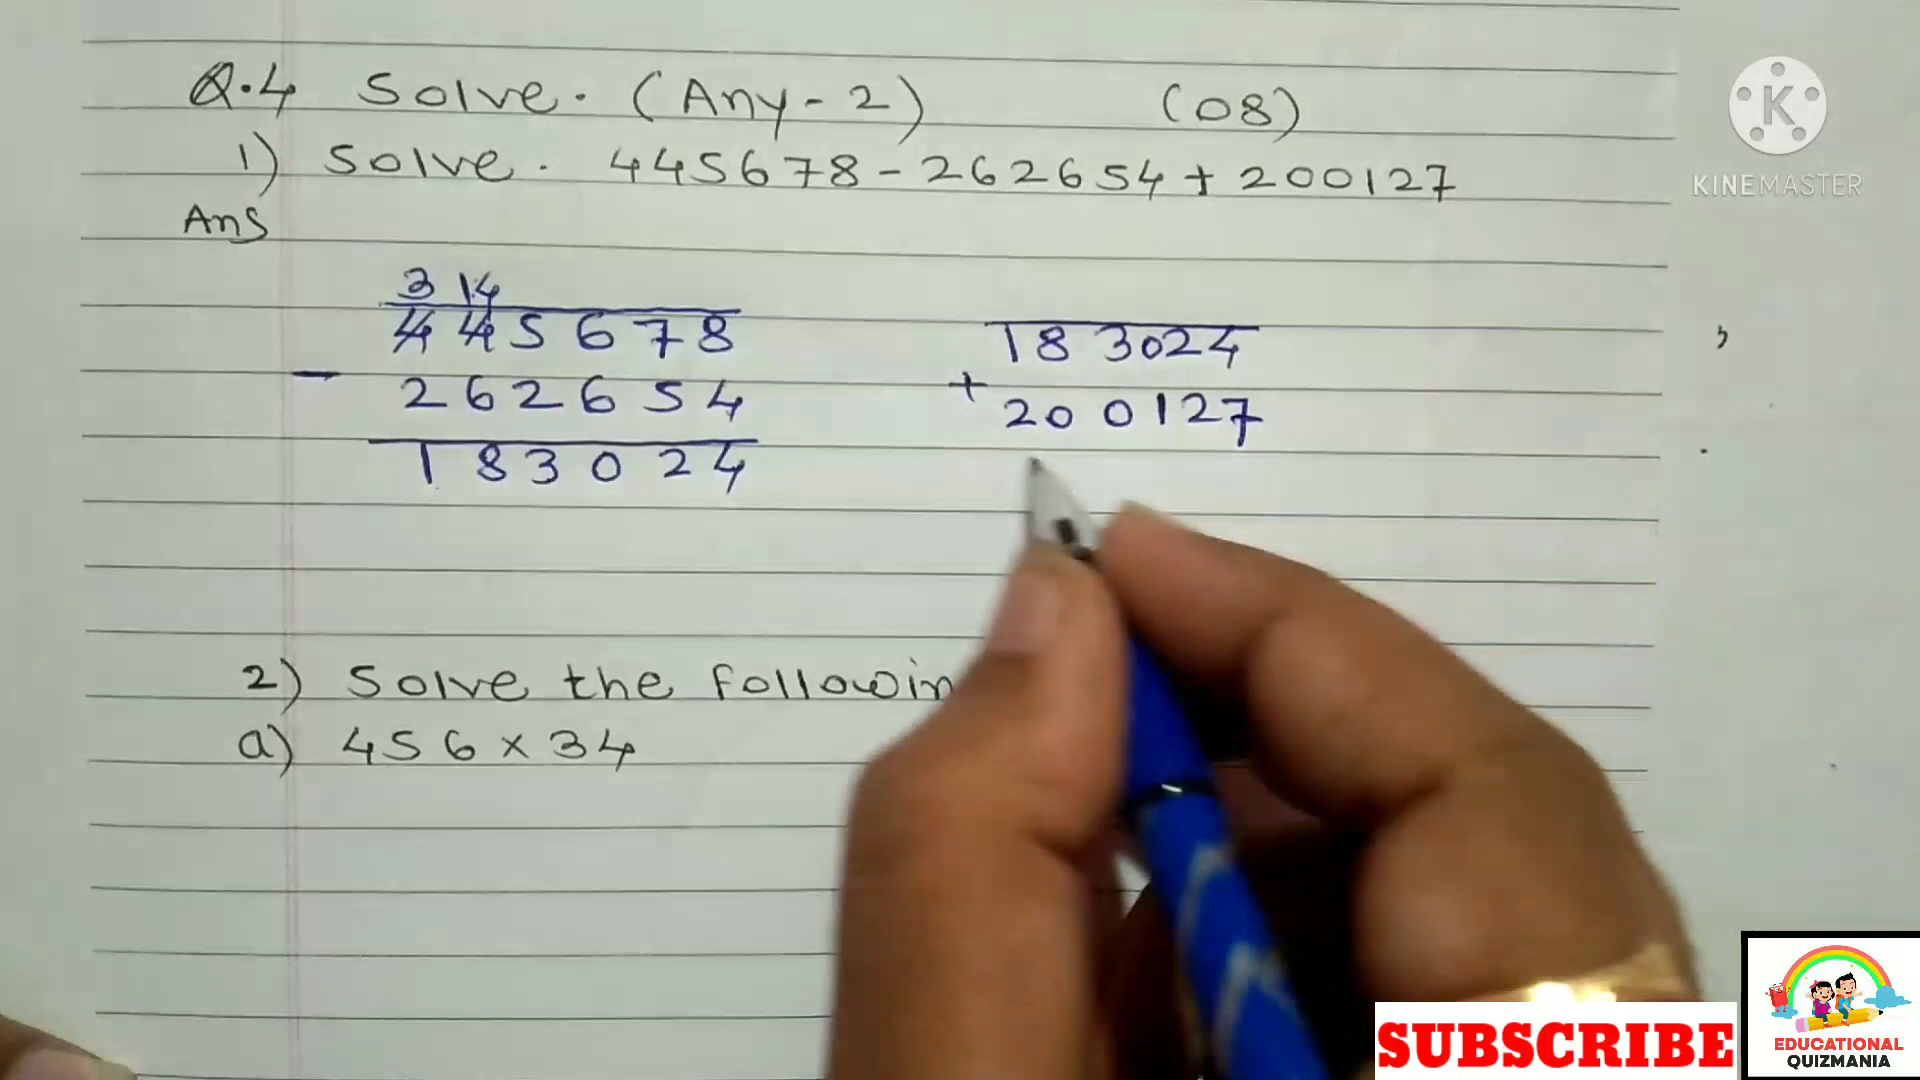 Q.4 Solve. (Any-2) (08)
1) Solve. 445678-262654+200127
Ans
3 14
445678
- 262654
183024
183024
+ 200127
2) Solve the followin
a) 456×34
K
KINEMASTER
SUBSCRIBE
EDUCATIONAL
QUIZMANIA